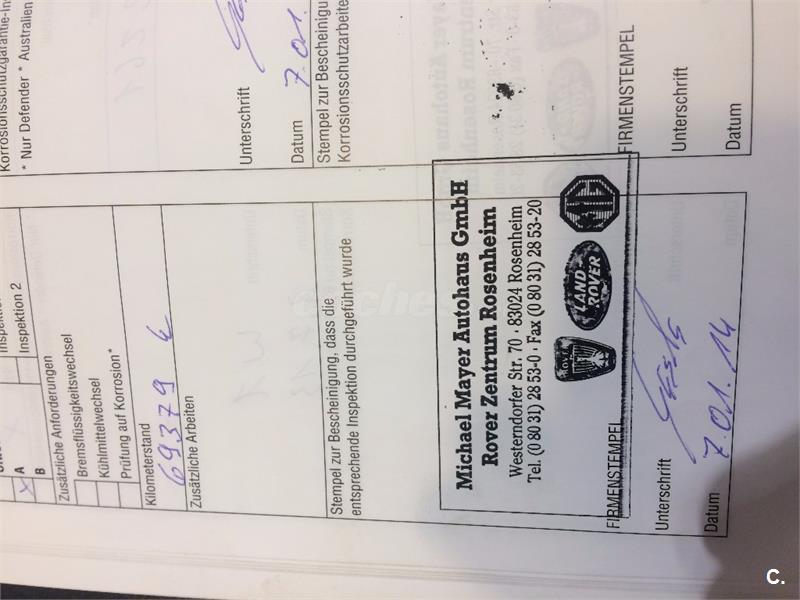 Korrosionsschutzgarantie-In
* Nur Defender * Australien
Unterschrift
Datum 7.01.
Stempel zur Bescheinigu
Korrosionsschutzarbeite
FIRMENSTEMPEL
Unterschrift
Datum
Inspektion 2
A
B
Zusätzliche Anforderungen
Bremsflüssigkeitswechsel
Kühlmittelwechsel
Prüfung auf Korrosion*
Kilometerstand
69379
Zusätzliche Arbeiten
Stempel zur Bescheinigung, dass die
entsprechende Inspektion durchgeführt wurde
Michael Mayer Autohaus GmbH
Rover Zentrum Rosenheim
Westerndorfer Str. 70 · 83024 Rosenheim
Tel. (0 80 31) 28 53-0 · Fax (0 80 31) 28 53-20
ROVER
LAND
ROVER
MG
FIRMENSTEMPEL
Unterschrift
Datum 7.01.14
C.